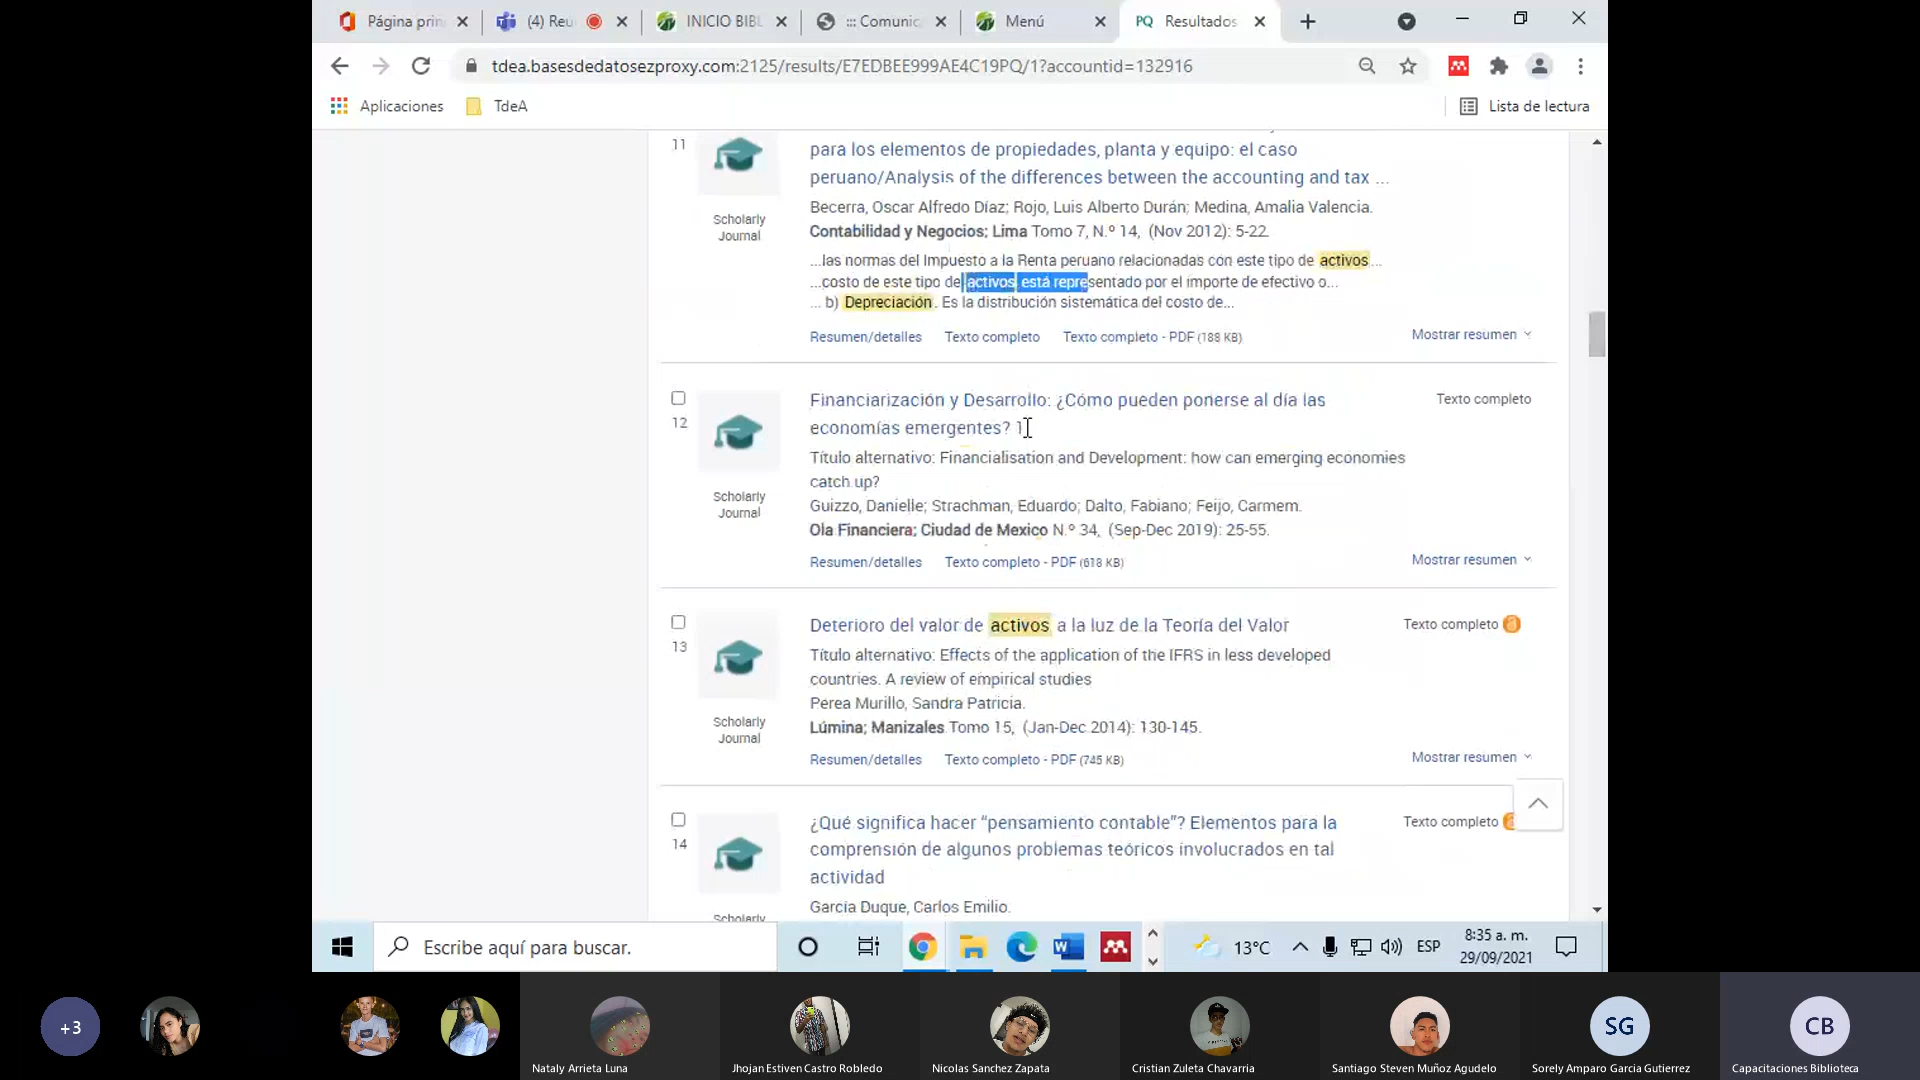 Página prin
(4) Reu
INICIO BIBL
::: Comunic
Menú
PQ Resultados
tdea.basesdedatosezproxy.com:2125/results/E7EDBEE999AE4C19PQ/1?accountid=132916
Aplicaciones
TdeA
Lista de lectura
11
para los elementos de propiedades, planta y equipo: el caso
peruano/Analysis of the differences between the accounting and tax ...
Scholarly
Journal
Becerra, Oscar Alfredo Díaz; Rojo, Luis Alberto Durán; Medina, Amalia Valencia.
Contabilidad y Negocios; Lima Tomo 7, N.º 14, (Nov 2012): 5-22.
...las normas del Impuesto a la Renta peruano relacionadas con este tipo de activos...
...costo de este tipo de activos está representado por el importe de efectivo o...
... b) Depreciación. Es la distribución sistemática del costo de...
Resumen/detalles Texto completo Texto completo - PDF (188 KB)
Mostrar resumen
12
Financiarización y Desarrollo: ¿Cómo pueden ponerse al día las
economías emergentes? 1
Texto completo
Título alternativo: Financialisation and Development: how can emerging economies
catch up?
Scholarly
Journal
Guizzo, Danielle; Strachman, Eduardo; Dalto, Fabiano; Feijo, Carmem.
Ola Financiera; Ciudad de Mexico N.º 34, (Sep-Dec 2019): 25-55.
Resumen/detalles Texto completo - PDF (618 KB)
Mostrar resumen
13
Deterioro del valor de activos a la luz de la Teoría del Valor
Texto completo
Título alternativo: Effects of the application of the IFRS in less developed
countries. A review of empirical studies
Perea Murillo, Sandra Patricia.
Scholarly
Journal
Lúmina; Manizales Tomo 15, (Jan-Dec 2014): 130-145.
Resumen/detalles Texto completo - PDF (745 KB)
Mostrar resumen
14
¿Qué significa hacer “pensamiento contable”? Elementos para la
comprensión de algunos problemas teóricos involucrados en tal
actividad
Texto completo
García Duque, Carlos Emilio.
Scholarly
Escribe aquí para buscar.
13°C
ESP
8:35 a. m.
29/09/2021
+3
SG
CB
Nataly Arrieta Luna
Jhojan Estiven Castro Robledo
Nicolas Sanchez Zapata
Cristian Zuleta Chavarria
Santiago Steven Muñoz Agudelo
Sorely Amparo Garcia Gutierrez
Capacitaciones Biblioteca